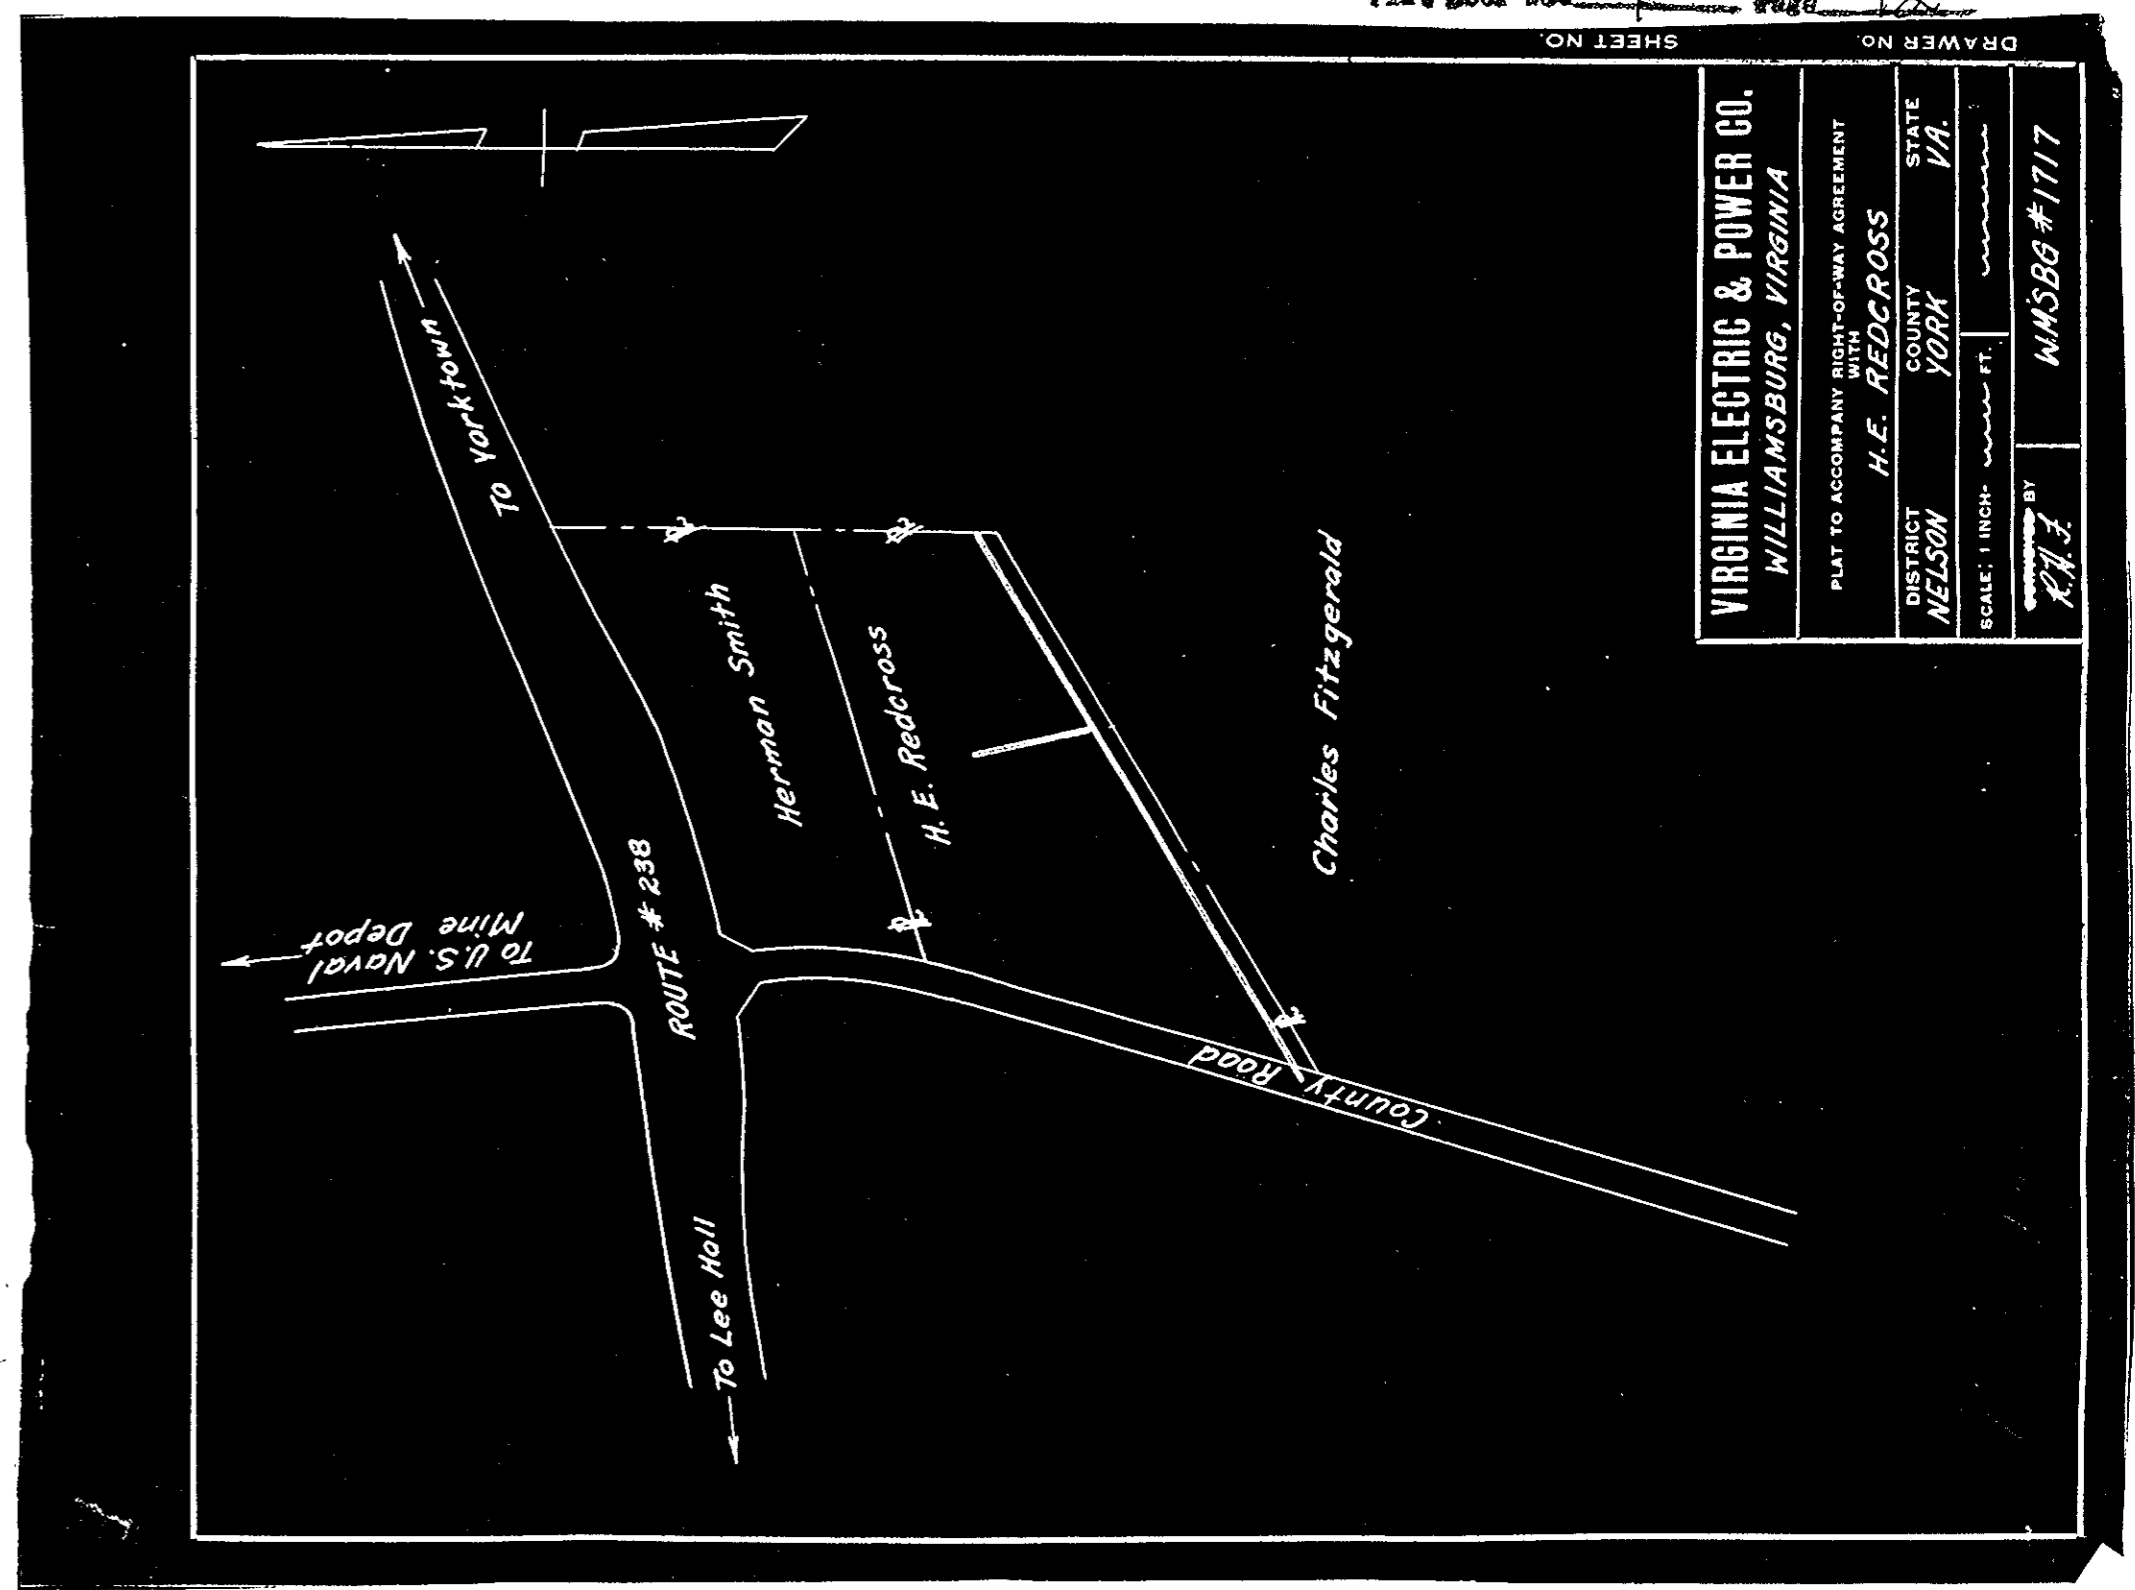 DRAWER NO.
SHEET NO.
To Yorktown
To U.S. Naval
Mine Depot
ROUTE # 238
To Lee Hall
Herman Smith
H. E. Redcross
Charles Fitzgerald
County Road
VIRGINIA ELECTRIC & POWER CO.
WILLIAMSBURG, VIRGINIA
PLAT TO ACCOMPANY RIGHT-OF-WAY AGREEMENT
WITH
H.E. REDCROSS
DISTRICT COUNTY STATE
NELSON YORK VA.
SCALE; 1 INCH- FT.
BY
R.H.F. WMSBG #1717